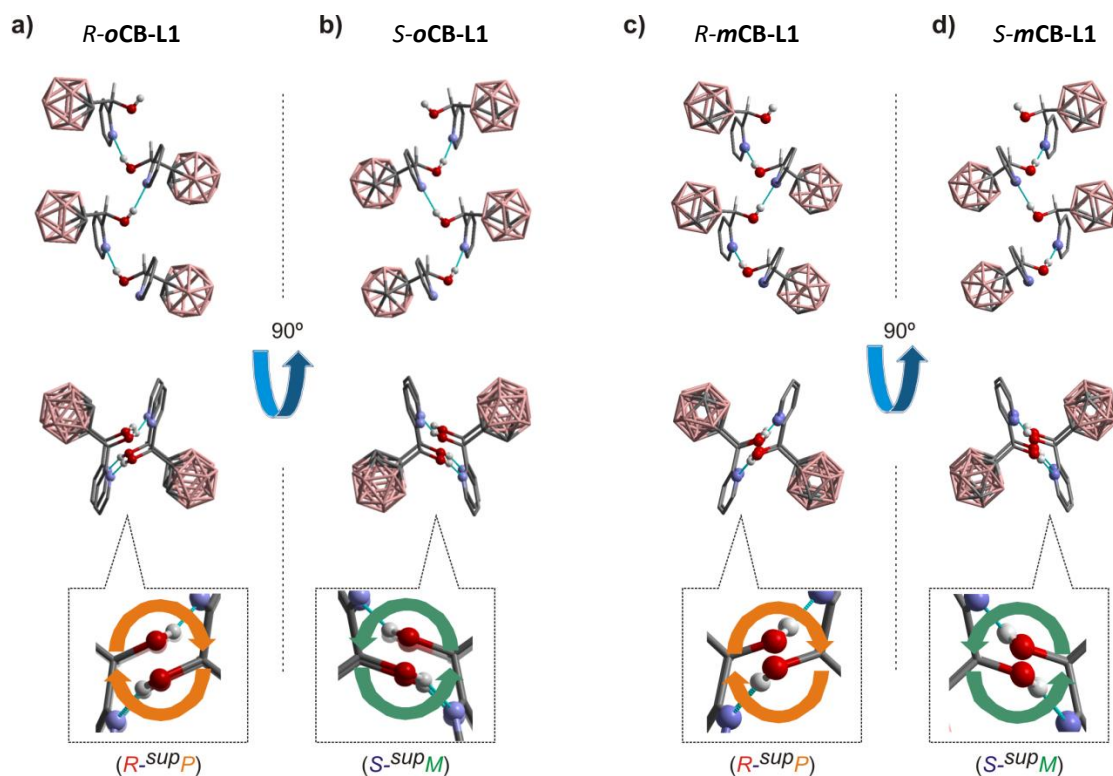 a) R-oCB-L1 b) S-oCB-L1 c) R-mCB-L1 d) S-mCB-L1
90º 90º
(R-supP) (S-supM) (R-supP) (S-supM)